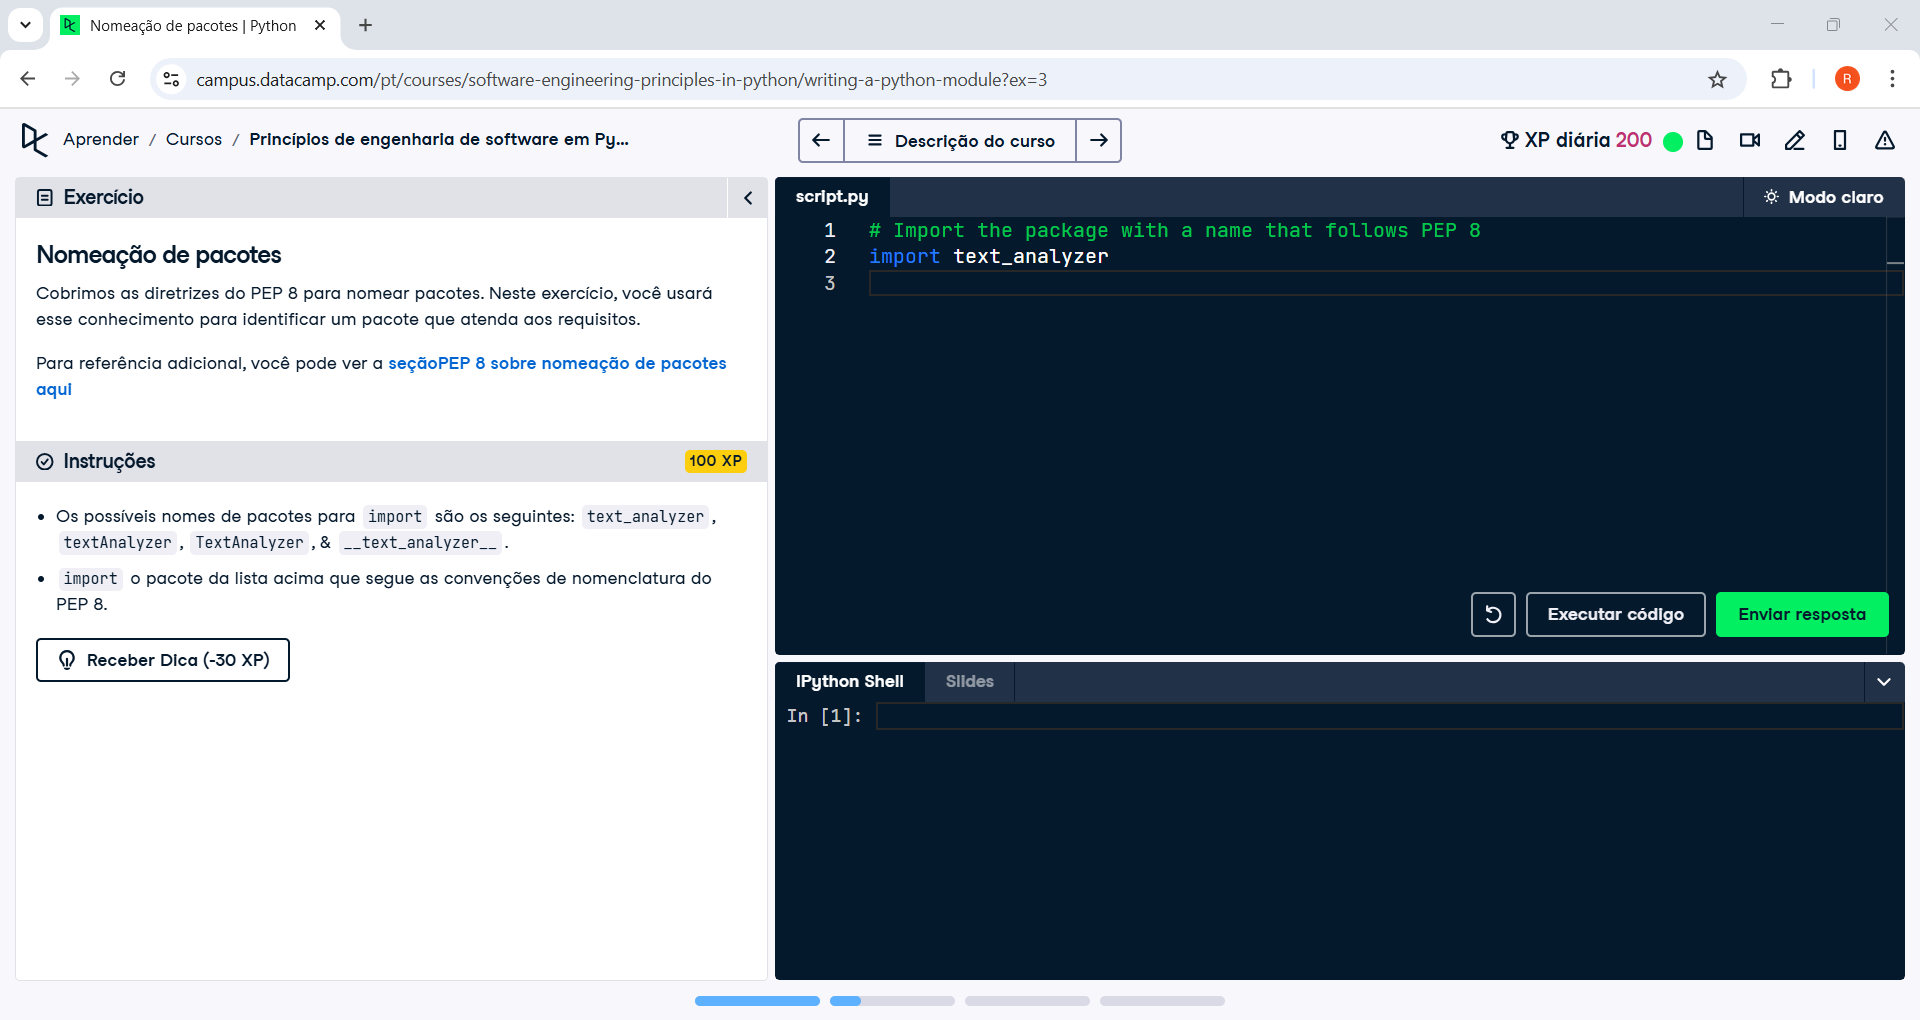 Nomeação de pacotes | Python
campus.datacamp.com/pt/courses/software-engineering-principles-in-python/writing-a-python-module?ex=3
R
Aprender / Cursos / Princípios de engenharia de software em Py...
Descrição do curso
XP diária 200
Exercício
Nomeação de pacotes
Cobrimos as diretrizes do PEP 8 para nomear pacotes. Neste exercício, você usará
esse conhecimento para identificar um pacote que atenda aos requisitos.
Para referência adicional, você pode ver a seçãoPEP 8 sobre nomeação de pacotes
aqui
Instruções
100 XP
Os possíveis nomes de pacotes para import são os seguintes: text_analyzer,
textAnalyzer, TextAnalyzer, & __text_analyzer__.
import o pacote da lista acima que segue as convenções de nomenclatura do
PEP 8.
Receber Dica (-30 XP)
script.py
Modo claro
1 # Import the package with a name that follows PEP 8
2 import text_analyzer
3
Executar código
Enviar resposta
IPython Shell
Slides
In [1]: